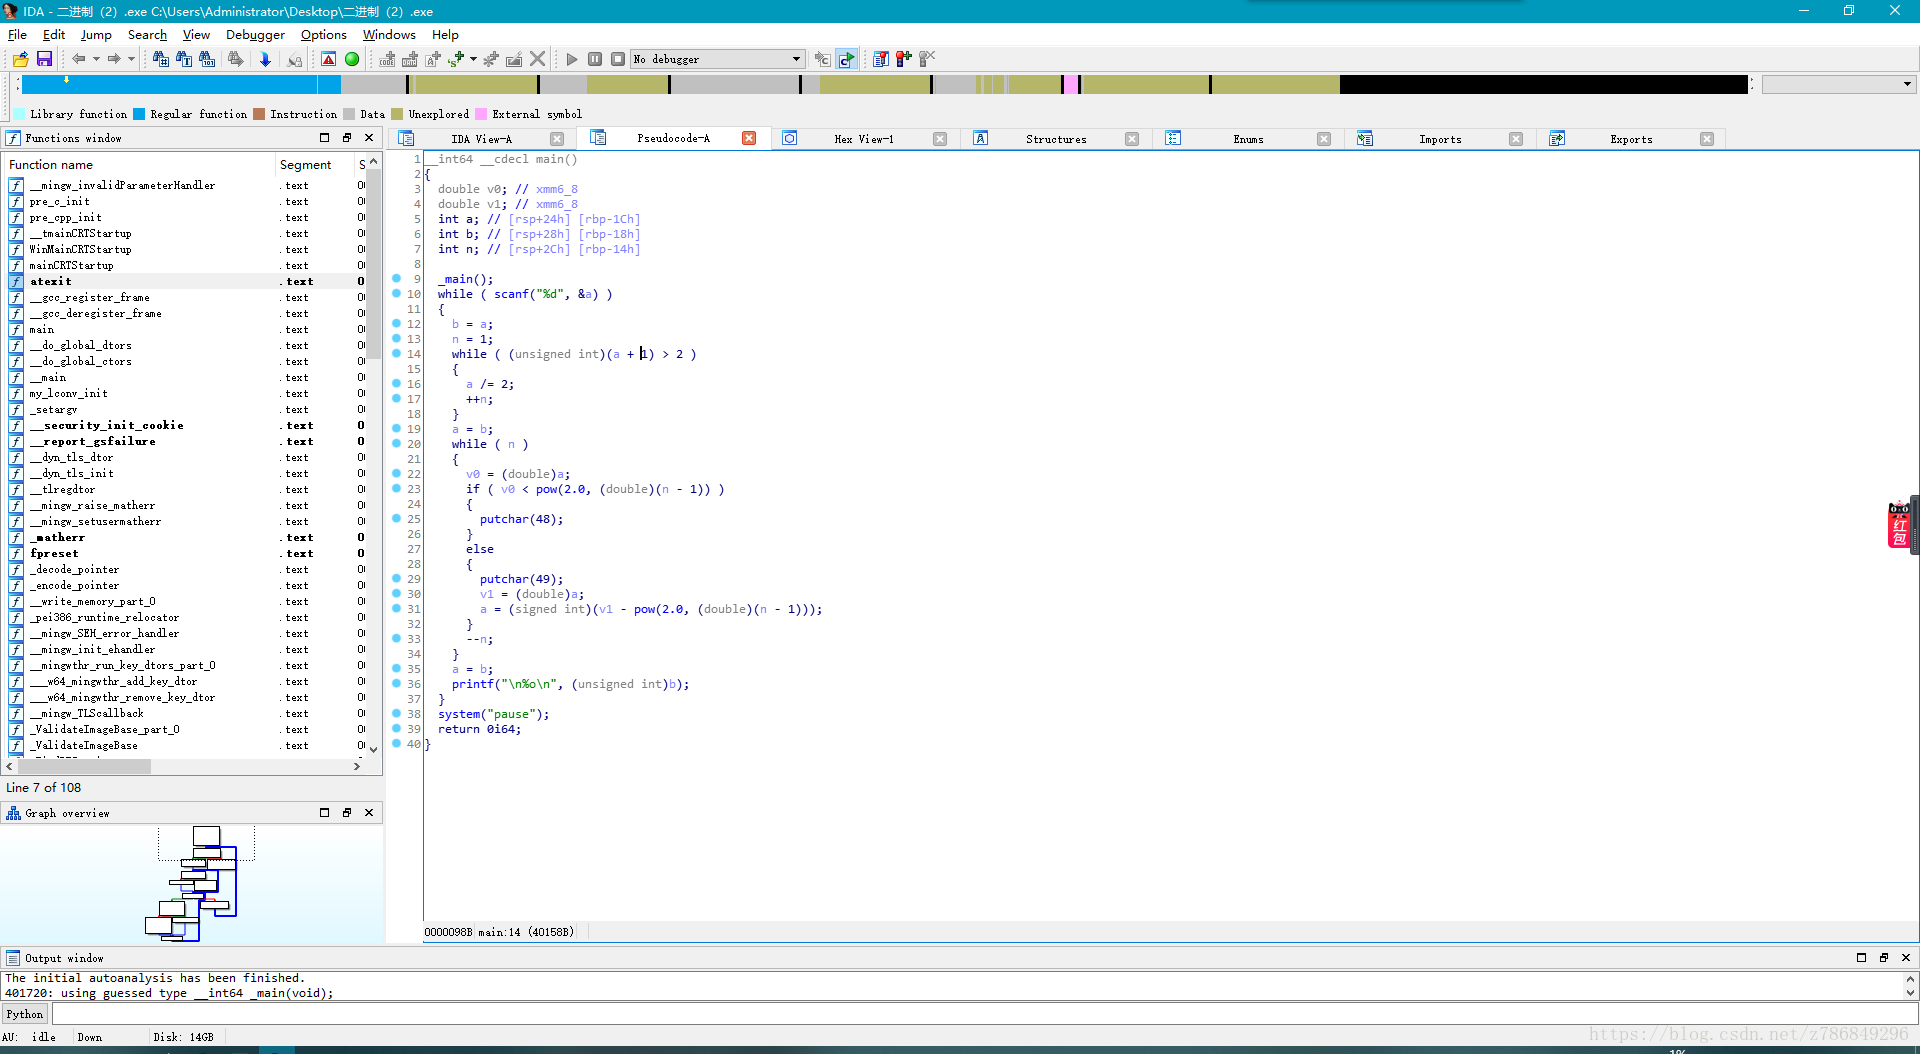 IDA - 二进制（2）.exe C:\Users\Administrator\Desktop\二进制（2）.exe
File Edit Jump Search View Debugger Options Windows Help
No debugger
Library function Regular function Instruction Data Unexplored External symbol
Functions window
IDA View-A Pseudocode-A Hex View-1 Structures Enums Imports Exports
Function name Segment S
__mingw_invalidParameterHandler .text 0
pre_c_init .text 0
pre_cpp_init .text 0
__tmainCRTStartup .text 0
WinMainCRTStartup .text 0
mainCRTStartup .text 0
atexit .text 0
__gcc_register_frame .text 0
__gcc_deregister_frame .text 0
main .text 0
__do_global_dtors .text 0
__do_global_ctors .text 0
__main .text 0
my_lconv_init .text 0
_setargv .text 0
__security_init_cookie .text 0
__report_gsfailure .text 0
__dyn_tls_dtor .text 0
__dyn_tls_init .text 0
__tlregdtor .text 0
__mingw_raise_matherr .text 0
__mingw_setusermatherr .text 0
_matherr .text 0
fpreset .text 0
_decode_pointer .text 0
_encode_pointer .text 0
__write_memory_part_0 .text 0
_pei386_runtime_relocator .text 0
__mingw_SEH_error_handler .text 0
__mingw_init_ehandler .text 0
__mingwthr_run_key_dtors_part_0 .text 0
___w64_mingwthr_add_key_dtor .text 0
___w64_mingwthr_remove_key_dtor .text 0
__mingw_TLScallback .text 0
_ValidateImageBase_part_0 .text 0
_ValidateImageBase .text 0
Line 7 of 108
Graph overview
1 __int64 __cdecl main()
2 {
3 double v0; // xmm6_8
4 double v1; // xmm6_8
5 int a; // [rsp+24h] [rbp-1Ch]
6 int b; // [rsp+28h] [rbp-18h]
7 int n; // [rsp+2Ch] [rbp-14h]
8
9 _main();
10 while ( scanf("%d", &a) )
11 {
12 b = a;
13 n = 1;
14 while ( (unsigned int)(a + 1) > 2 )
15 {
16 a /= 2;
17 ++n;
18 }
19 a = b;
20 while ( n )
21 {
22 v0 = (double)a;
23 if ( v0 < pow(2.0, (double)(n - 1)) )
24 {
25 putchar(48);
26 }
27 else
28 {
29 putchar(49);
30 v1 = (double)a;
31 a = (signed int)(v1 - pow(2.0, (double)(n - 1)));
32 }
33 --n;
34 }
35 a = b;
36 printf("\n%o\n", (unsigned int)b);
37 }
38 system("pause");
39 return 0i64;
40 }
红包
0000098B main:14 (40158B)
Output window
The initial autoanalysis has been finished.
401720: using guessed type __int64 _main(void);
Python
AU: idle Down Disk: 14GB
https://blog.csdn.net/z786849296